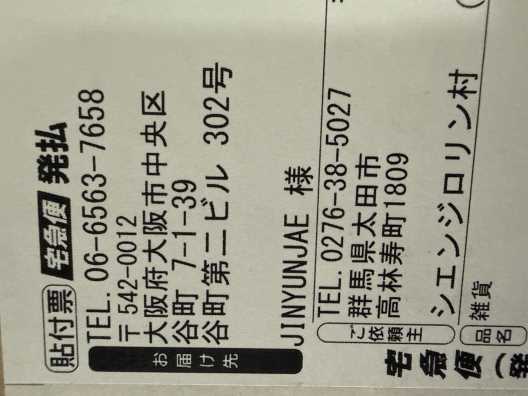 貼付票 宅急便 発払
お届け先
TEL. 06-6563-7658
〒542-0012
大阪府大阪市中央区
谷町 7-1-39
谷町第二ビル 302号
JINYUNJAE 様
ご依頼主
TEL. 0276-38-5027
群馬県太田市
高林寿町1809
シエンジロリン村
品名
雑貨
宅急便(発